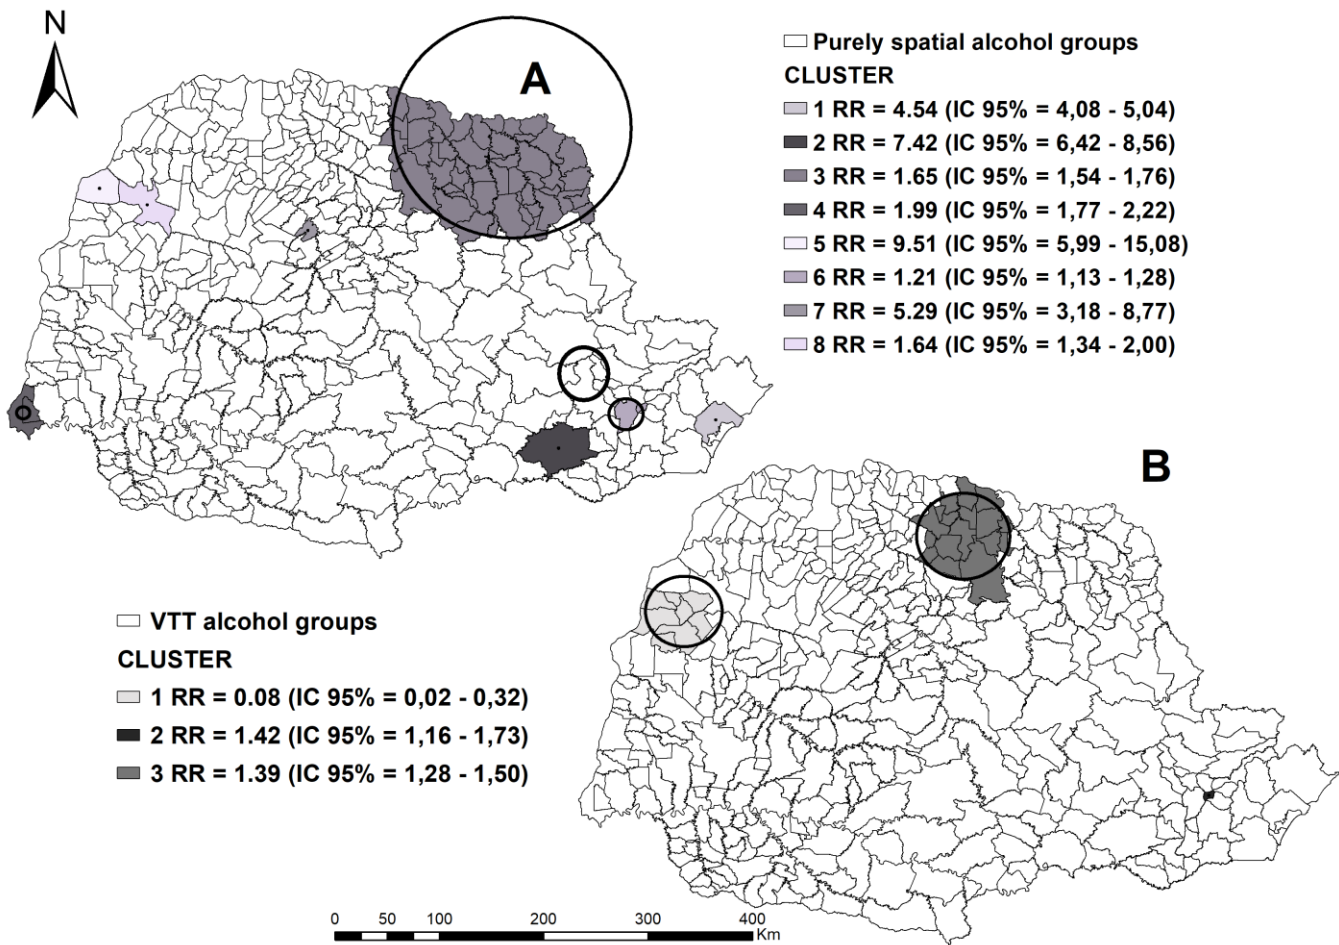 N
A
Purely spatial alcohol groups
CLUSTER
1 RR = 4.54 (IC 95% = 4,08 - 5,04)
2 RR = 7.42 (IC 95% = 6,42 - 8,56)
3 RR = 1.65 (IC 95% = 1,54 - 1,76)
4 RR = 1.99 (IC 95% = 1,77 - 2,22)
5 RR = 9.51 (IC 95% = 5,99 - 15,08)
6 RR = 1.21 (IC 95% = 1,13 - 1,28)
7 RR = 5.29 (IC 95% = 3,18 - 8,77)
8 RR = 1.64 (IC 95% = 1,34 - 2,00)
B
VTT alcohol groups
CLUSTER
1 RR = 0.08 (IC 95% = 0,02 - 0,32)
2 RR = 1.42 (IC 95% = 1,16 - 1,73)
3 RR = 1.39 (IC 95% = 1,28 - 1,50)
0 50 100 200 300 400
Km